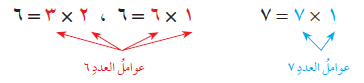 ٦ = ٣ × ٢ ، ٦ = ٦ × ١
٧ = ٧ × ١
عواملُ العددِ ٦
عواملُ العددِ ٧